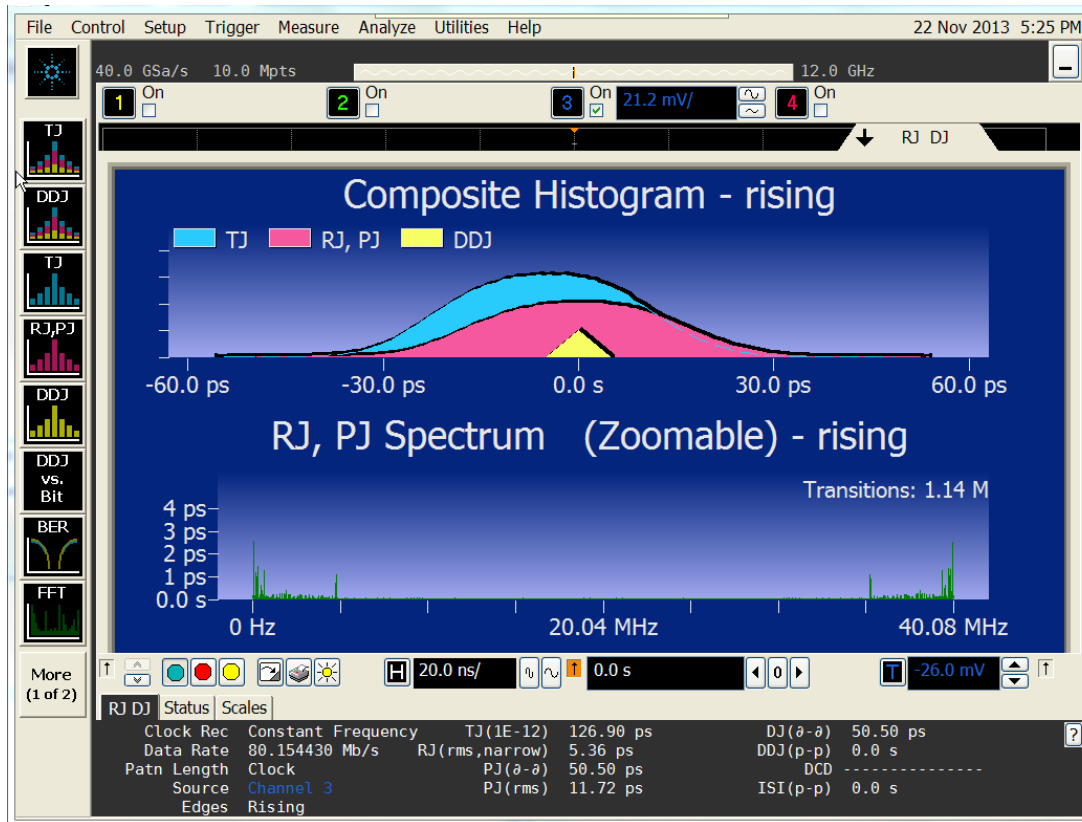 File Control Setup Trigger Measure Analyze Utilities Help 22 Nov 2013 5:25 PM
40.0 GSa/s 10.0 Mpts 12.0 GHz
1 On 2 On 3 On 21.2 mV/ 4 On
RJ DJ
TJ
DDJ
TJ
RJ,PJ
DDJ
DDJ
vs.
Bit
BER
FFT
More
(1 of 2)
Composite Histogram - rising
TJ RJ, PJ DDJ
-60.0 ps -30.0 ps 0.0 s 30.0 ps 60.0 ps
RJ, PJ Spectrum (Zoomable) - rising
Transitions: 1.14 M
4 ps
3 ps
2 ps
1 ps
0.0 s
0 Hz 20.04 MHz 40.08 MHz
H 20.0 ns/ 0.0 s 0 T -26.0 mV
RJ DJ Status Scales
Clock Rec Constant Frequency TJ(1E-12) 126.90 ps DJ(∂-∂) 50.50 ps ?
Data Rate 80.154430 Mb/s RJ(rms,narrow) 5.36 ps DDJ(p-p) 0.0 s
Patn Length Clock PJ(∂-∂) 50.50 ps DCD ---------------
Source Channel 3 PJ(rms) 11.72 ps ISI(p-p) 0.0 s
Edges Rising